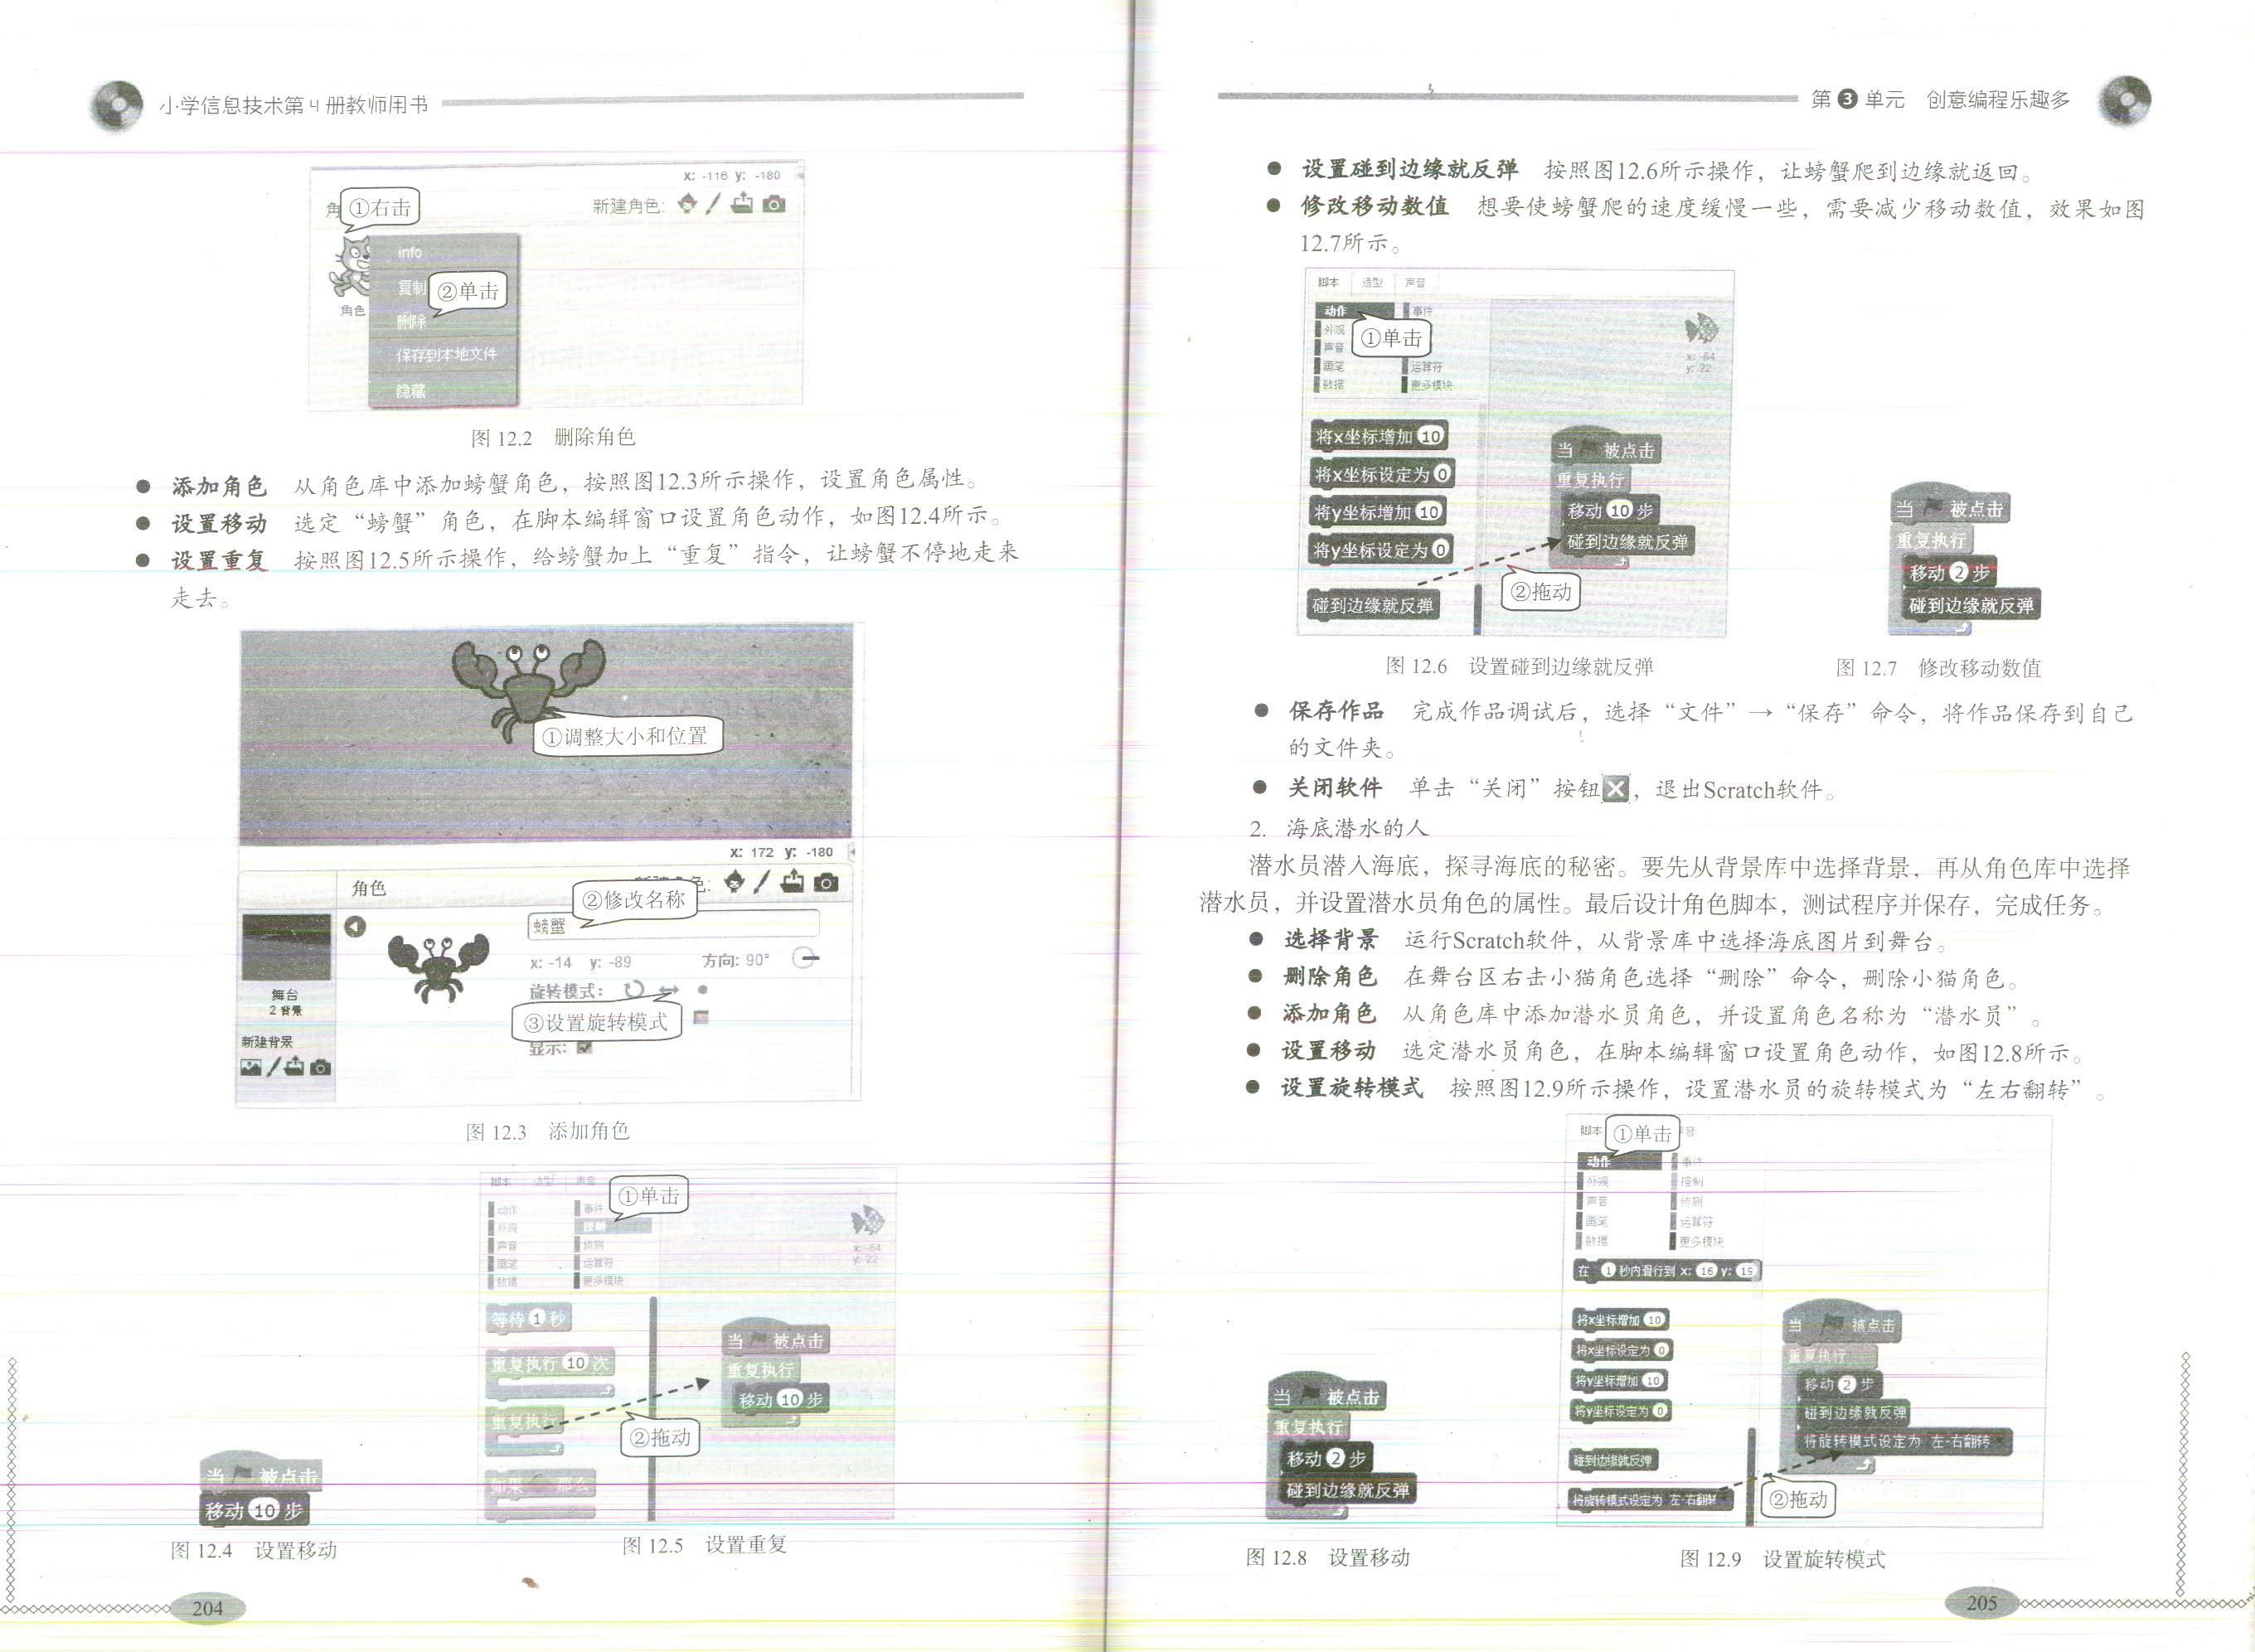 小学信息技术第4册教师用书
x: -116 y: -180
①右击
新建角色:
info
复制
②单击
角色
删除
保存到本地文件
隐藏
图 12.2 删除角色
● 添加角色 从角色库中添加螃蟹角色，按照图12.3所示操作，设置角色属性。
● 设置移动 选定“螃蟹”角色，在脚本编辑窗口设置角色动作，如图12.4所示。
● 设置重复 按照图12.5所示操作，给螃蟹加上“重复”指令，让螃蟹不停地走来
走去。
①调整大小和位置
x: 172 y: -180
角色
②修改名称
螃蟹
x: -14 y: -89 方向: 90°
旋转模式:
③设置旋转模式
显示:
舞台
2 背景
新建背景
图 12.3 添加角色
当 被点击
移动 10 步
图 12.4 设置移动
脚本 造型 声音
①单击
动作 事件
外观 控制
声音 侦测
画笔 运算符
数据 更多模块
x: -64
y: 22
等待 1 秒
重复执行 10 次
重复执行
如果 那么
当 被点击
重复执行
移动 10 步
②拖动
图 12.5 设置重复
204
第 3 单元 创意编程乐趣多
● 设置碰到边缘就反弹 按照图12.6所示操作，让螃蟹爬到边缘就返回。
● 修改移动数值 想要使螃蟹爬的速度缓慢一些，需要减少移动数值，效果如图
12.7所示。
脚本 造型 声音
动作 事件
①单击
外观
声音
画笔 运算符
数据 更多模块
x: -64
y: 22
将x坐标增加 10
将x坐标设定为 0
将y坐标增加 10
将y坐标设定为 0
碰到边缘就反弹
当 被点击
重复执行
移动 10 步
碰到边缘就反弹
②拖动
图 12.6 设置碰到边缘就反弹
当 被点击
重复执行
移动 2 步
碰到边缘就反弹
图 12.7 修改移动数值
● 保存作品 完成作品调试后，选择“文件”→“保存”命令，将作品保存到自己
的文件夹。
● 关闭软件 单击“关闭”按钮，退出Scratch软件。
2. 海底潜水的人
潜水员潜入海底，探寻海底的秘密。要先从背景库中选择背景，再从角色库中选择
潜水员，并设置潜水员角色的属性。最后设计角色脚本，测试程序并保存，完成任务。
● 选择背景 运行Scratch软件，从背景库中选择海底图片到舞台。
● 删除角色 在舞台区右击小猫角色选择“删除”命令，删除小猫角色。
● 添加角色 从角色库中添加潜水员角色，并设置角色名称为“潜水员”。
● 设置移动 选定潜水员角色，在脚本编辑窗口设置角色动作，如图12.8所示。
● 设置旋转模式 按照图12.9所示操作，设置潜水员的旋转模式为“左右翻转”。
当 被点击
重复执行
移动 2 步
碰到边缘就反弹
图 12.8 设置移动
脚本
①单击
动作 事件
外观 控制
声音 侦测
画笔 运算符
数据 更多模块
在 1 秒内滑行到 x: 16 y: 19
将x坐标增加 10
将x坐标设定为 0
将y坐标增加 10
将y坐标设定为 0
碰到边缘就反弹
将旋转模式设定为 左-右翻转
当 被点击
重复执行
移动 2 步
碰到边缘就反弹
将旋转模式设定为 左-右翻转
②拖动
图 12.9 设置旋转模式
205